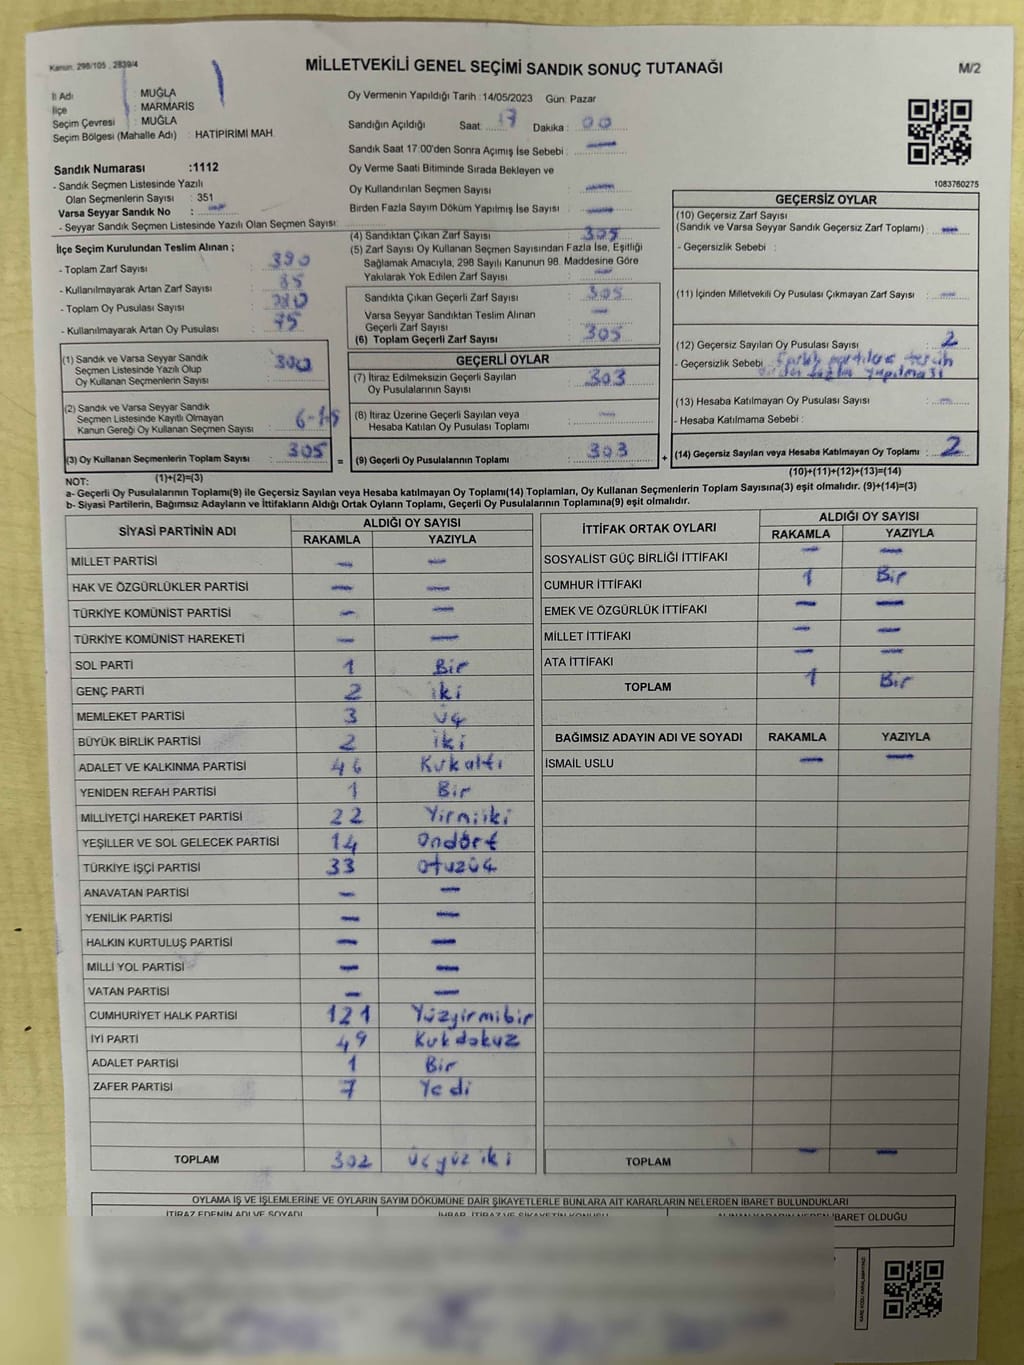 Kanun: 298/105 , 2839/4
MİLLETVEKİLİ GENEL SEÇİMİ SANDIK SONUÇ TUTANAĞI
M/2
İl Adı : MUĞLA
İlçe : MARMARİS
Seçim Çevresi : MUĞLA
Seçim Bölgesi (Mahalle Adı) : HATİPİRİMİ MAH.
Sandık Numarası :1112
- Sandık Seçmen Listesinde Yazılı
Olan Seçmenlerin Sayısı : 351
Varsa Seyyar Sandık No : —
- Seyyar Sandık Seçmen Listesinde Yazılı Olan Seçmen Sayısı
Oy Vermenin Yapıldığı Tarih :14/05/2023 Gün: Pazar
Sandığın Açıldığı Saat 17 Dakika : 00
Sandık Saat 17:00'den Sonra Açımış İse Sebebi : —
Oy Verme Saati Bitiminde Sırada Bekleyen ve
Oy Kullandırılan Seçmen Sayısı : —
Birden Fazla Sayım Döküm Yapılmış İse Sayısı : —
1083760275
İlçe Seçim Kurulundan Teslim Alınan ;
- Toplam Zarf Sayısı : 390
- Kullanılmayarak Artan Zarf Sayısı : 85
- Toplam Oy Pusulası Sayısı : 380
- Kullanılmayarak Artan Oy Pusulası : 75
(1) Sandık ve Varsa Seyyar Sandık
Seçmen Listesinde Yazılı Olup
Oy Kullanan Seçmenlerin Sayısı : 300
(2) Sandık ve Varsa Seyyar Sandık
Seçmen Listesinde Kayıtlı Olmayan
Kanun Gereği Oy Kullanan Seçmen Sayısı :
(3) Oy Kullanan Seçmenlerin Toplam Sayısı : 305
(1)+(2)=(3)
(4) Sandıktan Çıkan Zarf Sayısı : 305
(5) Zarf Sayısı Oy Kullanan Seçmen Sayısından Fazla İse, Eşitliği
Sağlamak Amacıyla, 298 Sayılı Kanunun 98. Maddesine Göre
Yakılarak Yok Edilen Zarf Sayısı : —
Sandıkta Çıkan Geçerli Zarf Sayısı : 305
Varsa Seyyar Sandıktan Teslim Alınan
Geçerli Zarf Sayısı : —
(6) Toplam Geçerli Zarf Sayısı : 305
GEÇERLİ OYLAR
(7) İtiraz Edilmeksizin Geçerli Sayılan
Oy Pusulalarının Sayısı : 303
(8) İtiraz Üzerine Geçerli Sayılan veya
Hesaba Katılan Oy Pusulası Toplamı : —
= (9) Geçerli Oy Pusulalarının Toplamı : 303
GEÇERSİZ OYLAR
(10) Geçersiz Zarf Sayısı
(Sandık ve Varsa Seyyar Sandık Geçersiz Zarf Toplamı) : —
- Geçersizlik Sebebi :
(11) İçinden Milletvekili Oy Pusulası Çıkmayan Zarf Sayısı : —
(12) Geçersiz Sayılan Oy Pusulası Sayısı : 2
- Geçersizlik Sebebi : Farklı partilere tercih
birden fazla yapılması
(13) Hesaba Katılmayan Oy Pusulası Sayısı : —
- Hesaba Katılmama Sebebi :
+ (14) Geçersiz Sayılan veya Hesaba Katılmayan Oy Toplamı : 2
(10)+(11)+(12)+(13)=(14)
NOT:
a- Geçerli Oy Pusulalarının Toplamı(9) ile Geçersiz Sayılan veya Hesaba katılmayan Oy Toplamı(14) Toplamları, Oy Kullanan Seçmenlerin Toplam Sayısına(3) eşit olmalıdır. (9)+(14)=(3)
b- Siyasi Partilerin, Bağımsız Adayların ve İttifakların Aldığı Ortak Oyların Toplamı, Geçerli Oy Pusulalarının Toplamına(9) eşit olmalıdır.
SİYASİ PARTİNİN ADI ALDIĞI OY SAYISI
RAKAMLA YAZIYLA
MİLLET PARTİSİ — —
HAK VE ÖZGÜRLÜKLER PARTİSİ — —
TÜRKİYE KOMÜNİST PARTİSİ — —
TÜRKİYE KOMÜNİST HAREKETİ — —
SOL PARTİ 1 Bir
GENÇ PARTİ 2 iki
MEMLEKET PARTİSİ 3 üç
BÜYÜK BİRLİK PARTİSİ 2 iki
ADALET VE KALKINMA PARTİSİ 46 Kırkaltı
YENİDEN REFAH PARTİSİ 1 Bir
MİLLİYETÇİ HAREKET PARTİSİ 22 Yirmiiki
YEŞİLLER VE SOL GELECEK PARTİSİ 14 ondört
TÜRKİYE İŞÇİ PARTİSİ 33 otuzüç
ANAVATAN PARTİSİ — —
YENİLİK PARTİSİ — —
HALKIN KURTULUŞ PARTİSİ — —
MİLLİ YOL PARTİSİ — —
VATAN PARTİSİ — —
CUMHURİYET HALK PARTİSİ 121 Yüzyirmibir
İYİ PARTİ 49 Kırkdokuz
ADALET PARTİSİ 1 Bir
ZAFER PARTİSİ 7 Yedi
TOPLAM 302 üçyüziki
İTTİFAK ORTAK OYLARI ALDIĞI OY SAYISI
RAKAMLA YAZIYLA
SOSYALİST GÜÇ BİRLİĞİ İTTİFAKI — —
CUMHUR İTTİFAKI 1 Bir
EMEK VE ÖZGÜRLÜK İTTİFAKI — —
MİLLET İTTİFAKI — —
ATA İTTİFAKI — —
TOPLAM 1 Bir
BAĞIMSIZ ADAYIN ADI VE SOYADI RAKAMLA YAZIYLA
İSMAİL USLU — —
TOPLAM — —
OYLAMA İŞ VE İŞLEMLERİNE VE OYLARIN SAYIM DÖKÜMÜNE DAİR ŞİKAYETLERLE BUNLARA AİT KARARLARIN NELERDEN İBARET BULUNDUKLARI
İTİRAZ EDENİN ADI VE SOYADI İHBAR, İTİRAZ VE ŞİKAYETİN KONUSU ALINAN KARARIN NEDEN İBARET OLDUĞU